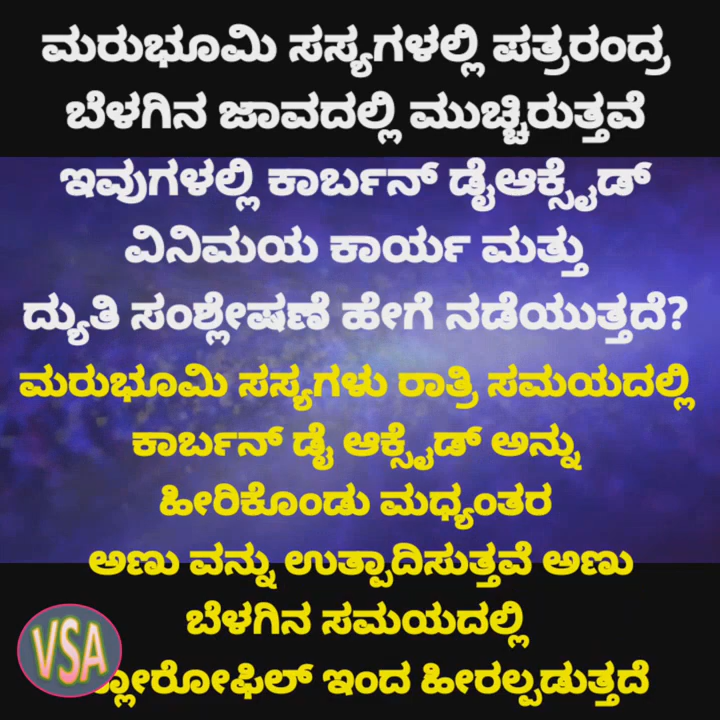 ಮರುಭೂಮಿ ಸಸ್ಯಗಳಲ್ಲಿ ಪತ್ರರಂದ್ರ
ಬೆಳಗಿನ ಜಾವದಲ್ಲಿ ಮುಚ್ಚಿರುತ್ತವೆ
ಇವುಗಳಲ್ಲಿ ಕಾರ್ಬನ್ ಡೈಆಕ್ಸೈಡ್
ವಿನಿಮಯ ಕಾರ್ಯ ಮತ್ತು
ದ್ಯುತಿ ಸಂಶ್ಲೇಷಣೆ ಹೇಗೆ ನಡೆಯುತ್ತದೆ?
ಮರುಭೂಮಿ ಸಸ್ಯಗಳು ರಾತ್ರಿ ಸಮಯದಲ್ಲಿ
ಕಾರ್ಬನ್ ಡೈ ಆಕ್ಸೈಡ್ ಅನ್ನು
ಹೀರಿಕೊಂಡು ಮಧ್ಯಂತರ
ಅಣು ವನ್ನು ಉತ್ಪಾದಿಸುತ್ತವೆ ಅಣು
ಬೆಳಗಿನ ಸಮಯದಲ್ಲಿ
ಇಂದ ಹೀರಲ್ಪಡುತ್ತದೆ
VSA